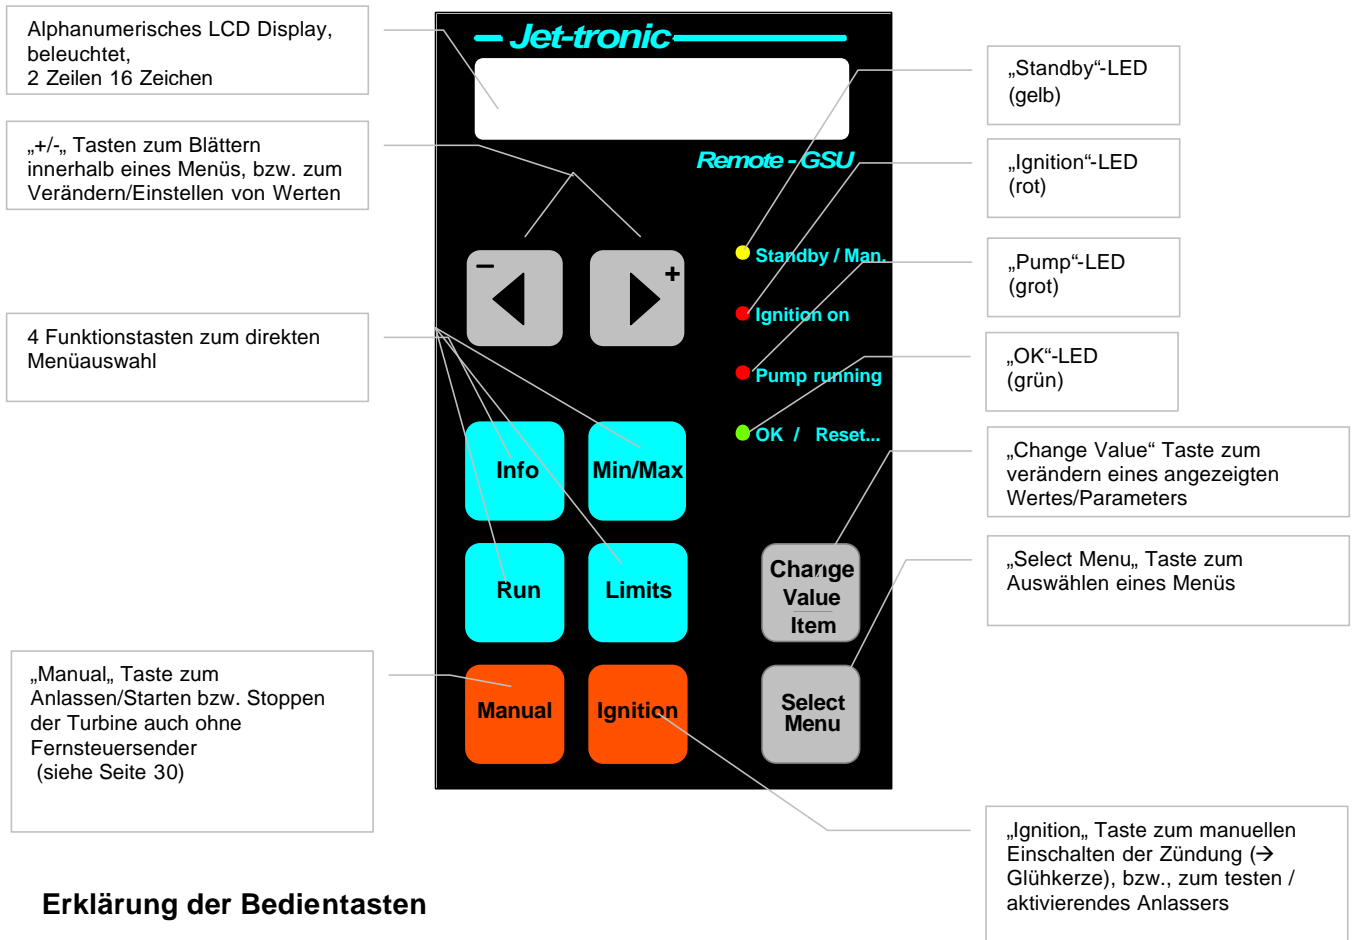 Alphanumerisches LCD Display,
beleuchtet,
2 Zeilen 16 Zeichen
„+/-„ Tasten zum Blättern
innerhalb eines Menüs, bzw. zum
Verändern/Einstellen von Werten
4 Funktionstasten zum direkten
Menüauswahl
„Manual„ Taste zum
Anlassen/Starten bzw. Stoppen
der Turbine auch ohne
Fernsteuersender
(siehe Seite 30)
Jet-tronic
Remote - GSU
–
+
Standby / Man.
Ignition on
Pump running
OK / Reset...
Info
Min/Max
Run
Limits
Change
Value
Item
Manual
Ignition
Select
Menu
„Standby“-LED
(gelb)
„Ignition“-LED
(rot)
„Pump“-LED
(grot)
„OK“-LED
(grün)
„Change Value“ Taste zum
verändern eines angezeigten
Wertes/Parameters
„Select Menu„ Taste zum
Auswählen eines Menüs
„Ignition„ Taste zum manuellen
Einschalten der Zündung (→
Glühkerze), bzw., zum testen /
aktivierendes Anlassers
Erklärung der Bedientasten